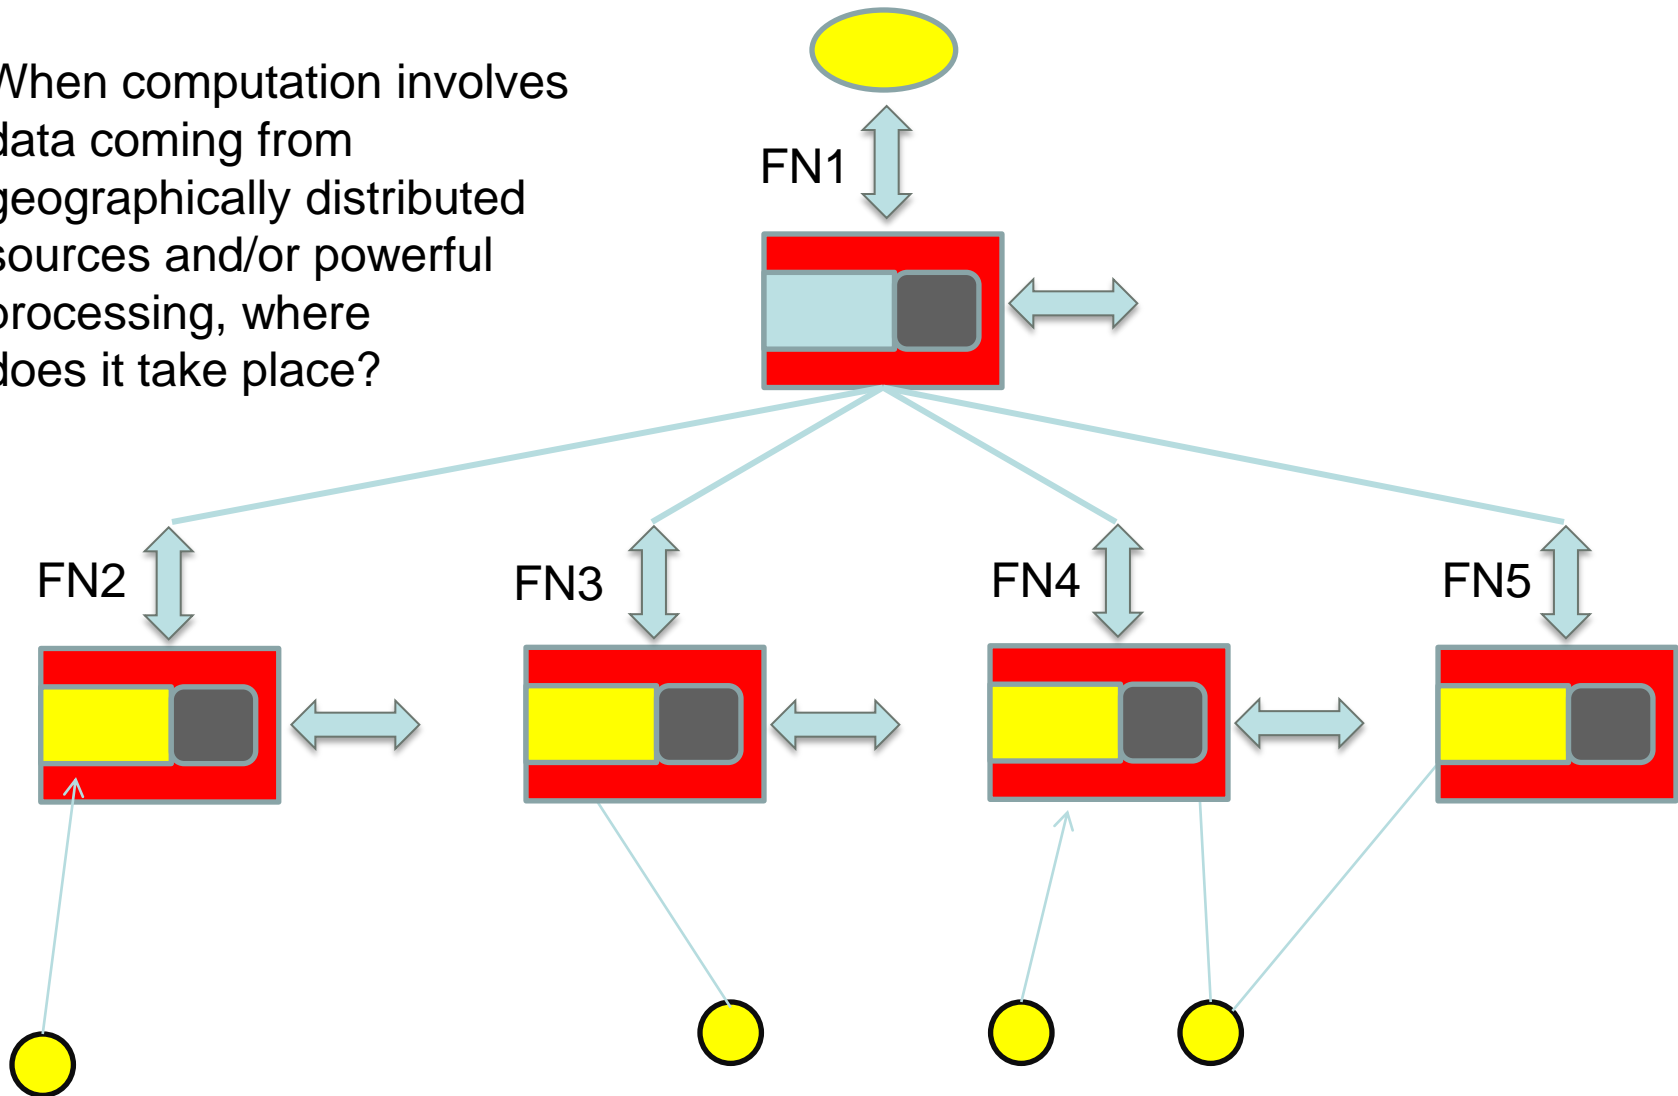 When computation involves
data coming from
geographically distributed
sources and/or powerful
processing, where
does it take place?
FN1
FN2
FN3
FN4
FN5